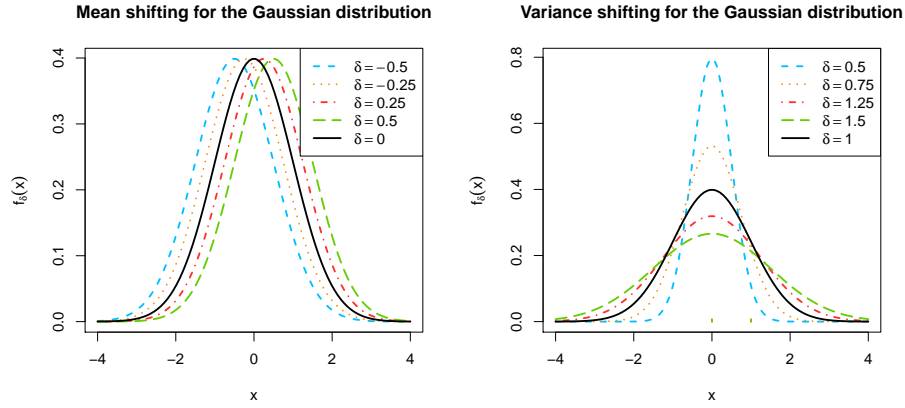 Mean shifting for the Gaussian distribution
f_δ(x)
0.4
0.3
0.2
0.1
0.0
−4
−2
0
2
4
x
δ = −0.5
δ = −0.25
δ = 0.25
δ = 0.5
δ = 0
Variance shifting for the Gaussian distribution
f_δ(x)
0.8
0.6
0.4
0.2
0.0
−4
−2
0
2
4
x
δ = 0.5
δ = 0.75
δ = 1.25
δ = 1.5
δ = 1